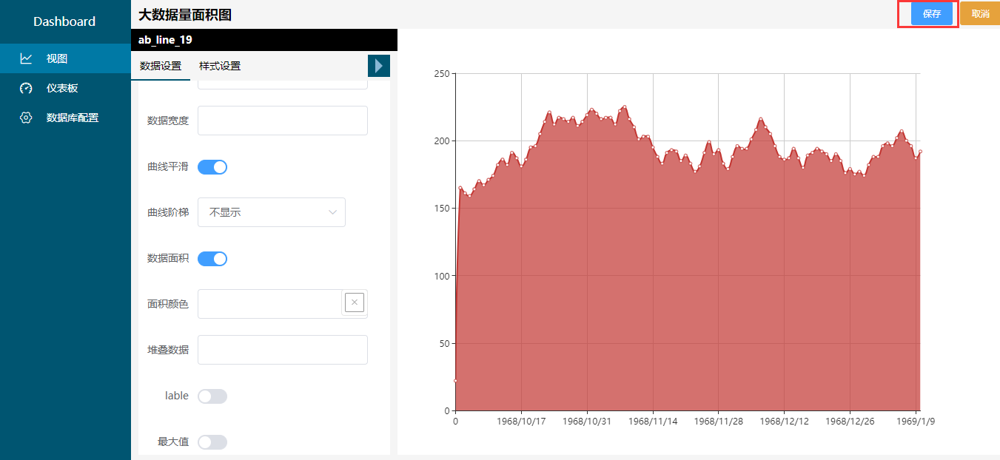 Dashboard
视图
仪表板
数据库配置
大数据量面积图
保存
取消
ab_line_19
数据设置
样式设置
数据宽度
曲线平滑
曲线阶梯
不显示
数据面积
面积颜色
堆叠数据
lable
最大值
250
200
150
100
50
0
0
1968/10/17
1968/10/31
1968/11/14
1968/11/28
1968/12/12
1968/12/26
1969/1/9